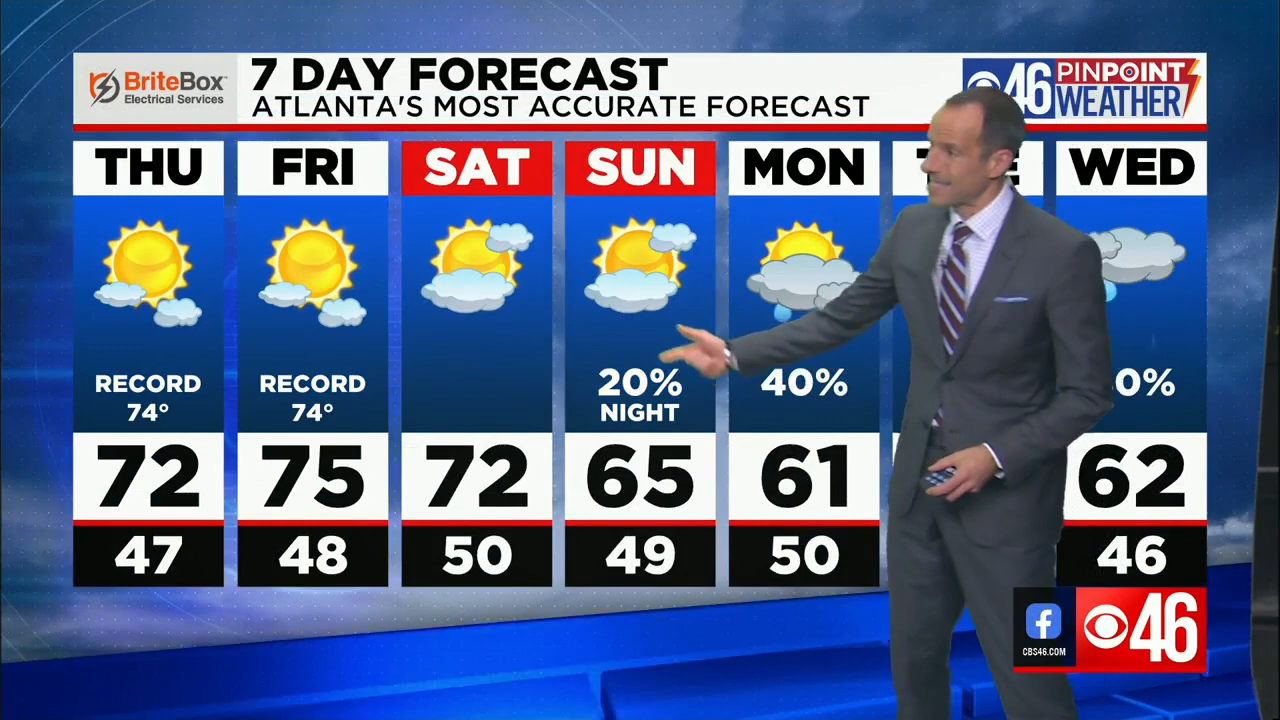 BriteBox
Electrical Services
7 DAY FORECAST
ATLANTA'S MOST ACCURATE FORECAST
46
PINPOINT
WEATHER
THU
FRI
SAT
SUN
MON
WED
RECORD
74°
RECORD
74°
20%
NIGHT
40%
72
75
72
65
61
62
47
48
50
49
50
46
CBS46.COM
46